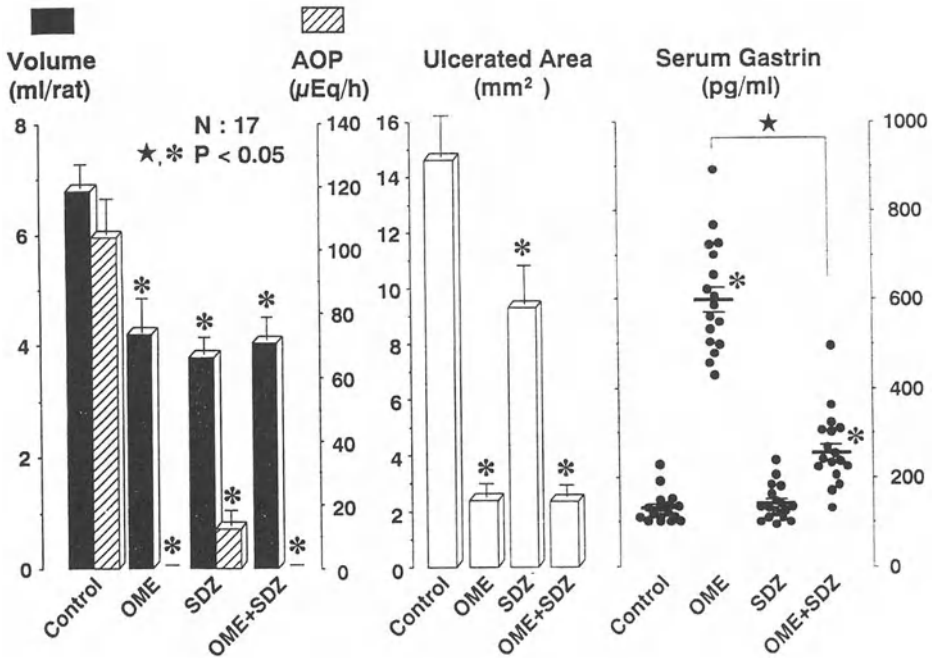 Volume
(ml/rat)
AOP
(µEq/h)
Ulcerated Area
(mm² )
Serum Gastrin
(pg/ml)
N : 17
★,* P < 0.05
8
6
4
2
0
140
120
100
80
60
40
20
0
*
*
*
*
*
*
Control
OME
SDZ
OME+SDZ
16
14
12
10
8
6
4
2
0
*
*
*
Control
OME
SDZ
OME+SDZ
★
*
*
1000
800
600
400
200
0
Control
OME
SDZ
OME+SDZ